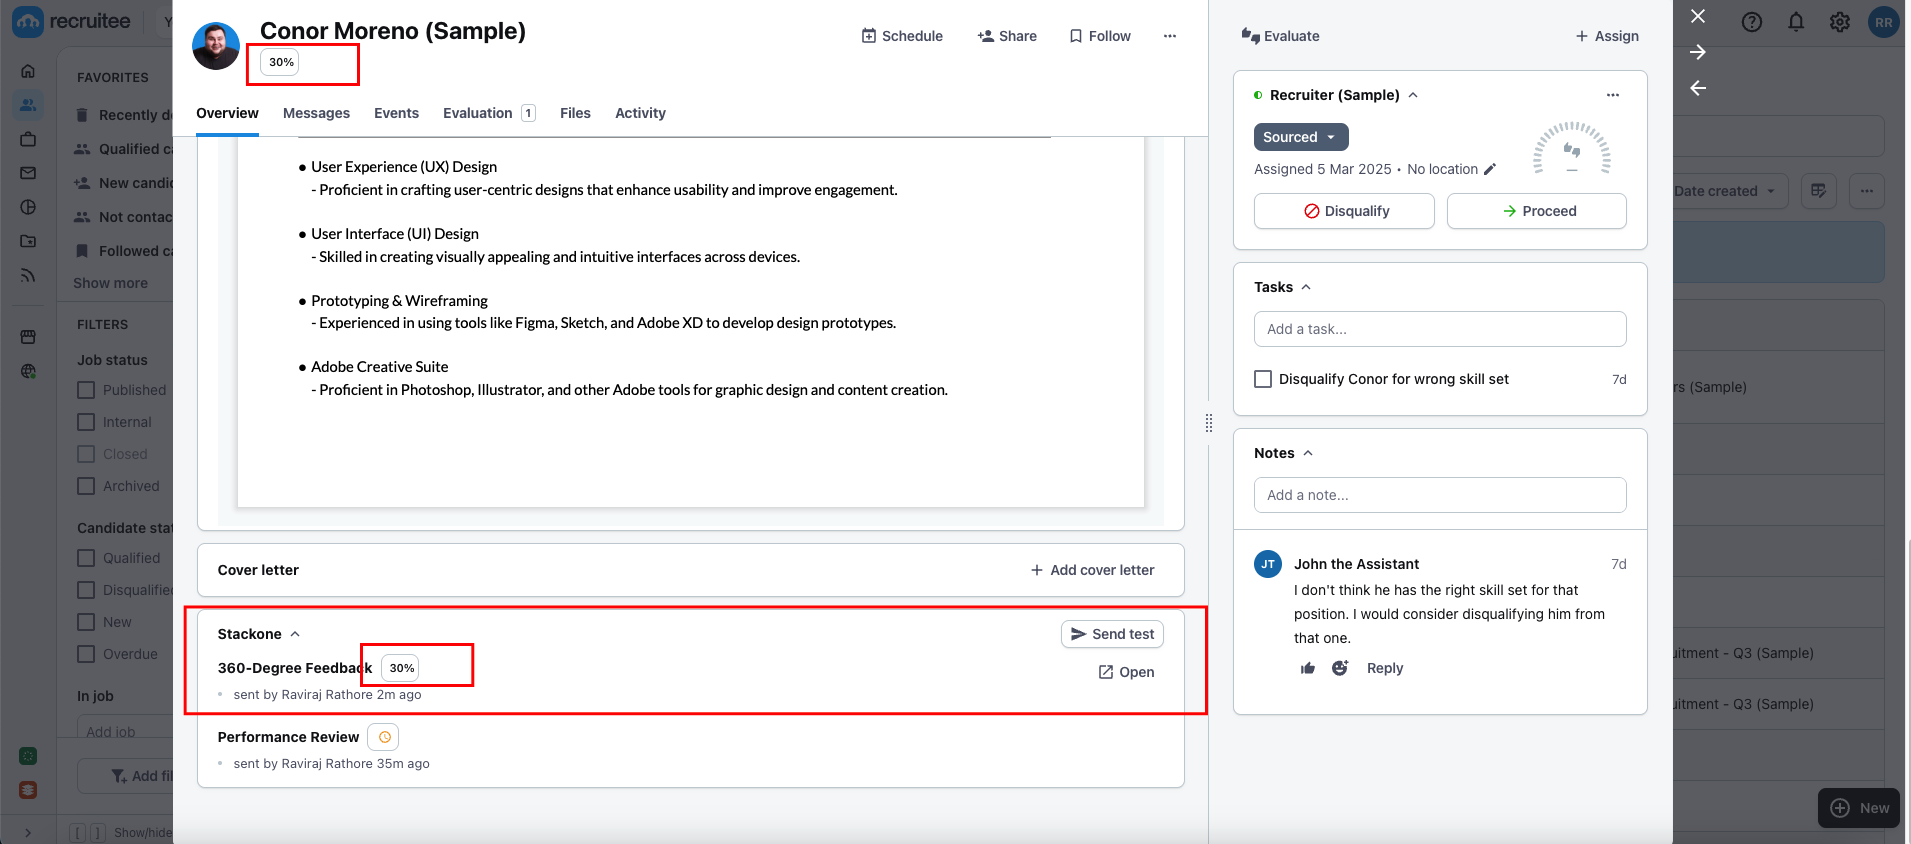 recruitee
Y
FAVORITES
Recently de
Qualified ca
New candid
Not contac
Followed ca
Show more
FILTERS
Job status
Published
Internal
Closed
Archived
Candidate stat
Qualified
Disqualified
New
Overdue
In job
Add job
Add fil
[ ] Show/hide
Conor Moreno (Sample)
30%
Schedule
Share
Follow
Overview
Messages
Events
Evaluation 1
Files
Activity
● User Experience (UX) Design
- Proficient in crafting user-centric designs that enhance usability and improve engagement.
● User Interface (UI) Design
- Skilled in creating visually appealing and intuitive interfaces across devices.
● Prototyping & Wireframing
- Experienced in using tools like Figma, Sketch, and Adobe XD to develop design prototypes.
● Adobe Creative Suite
- Proficient in Photoshop, Illustrator, and other Adobe tools for graphic design and content creation.
Cover letter
Add cover letter
Stackone
Send test
360-Degree Feedback 30%
Open
sent by Raviraj Rathore 2m ago
Performance Review
sent by Raviraj Rathore 35m ago
Evaluate
Assign
Recruiter (Sample)
Sourced
Assigned 5 Mar 2025 • No location
Disqualify
Proceed
Tasks
Add a task...
Disqualify Conor for wrong skill set 7d
Notes
Add a note...
JT
John the Assistant 7d
I don't think he has the right skill set for that
position. I would consider disqualifying him from
that one.
Reply
RR
Date created
rs (Sample)
uitment - Q3 (Sample)
uitment - Q3 (Sample)
New